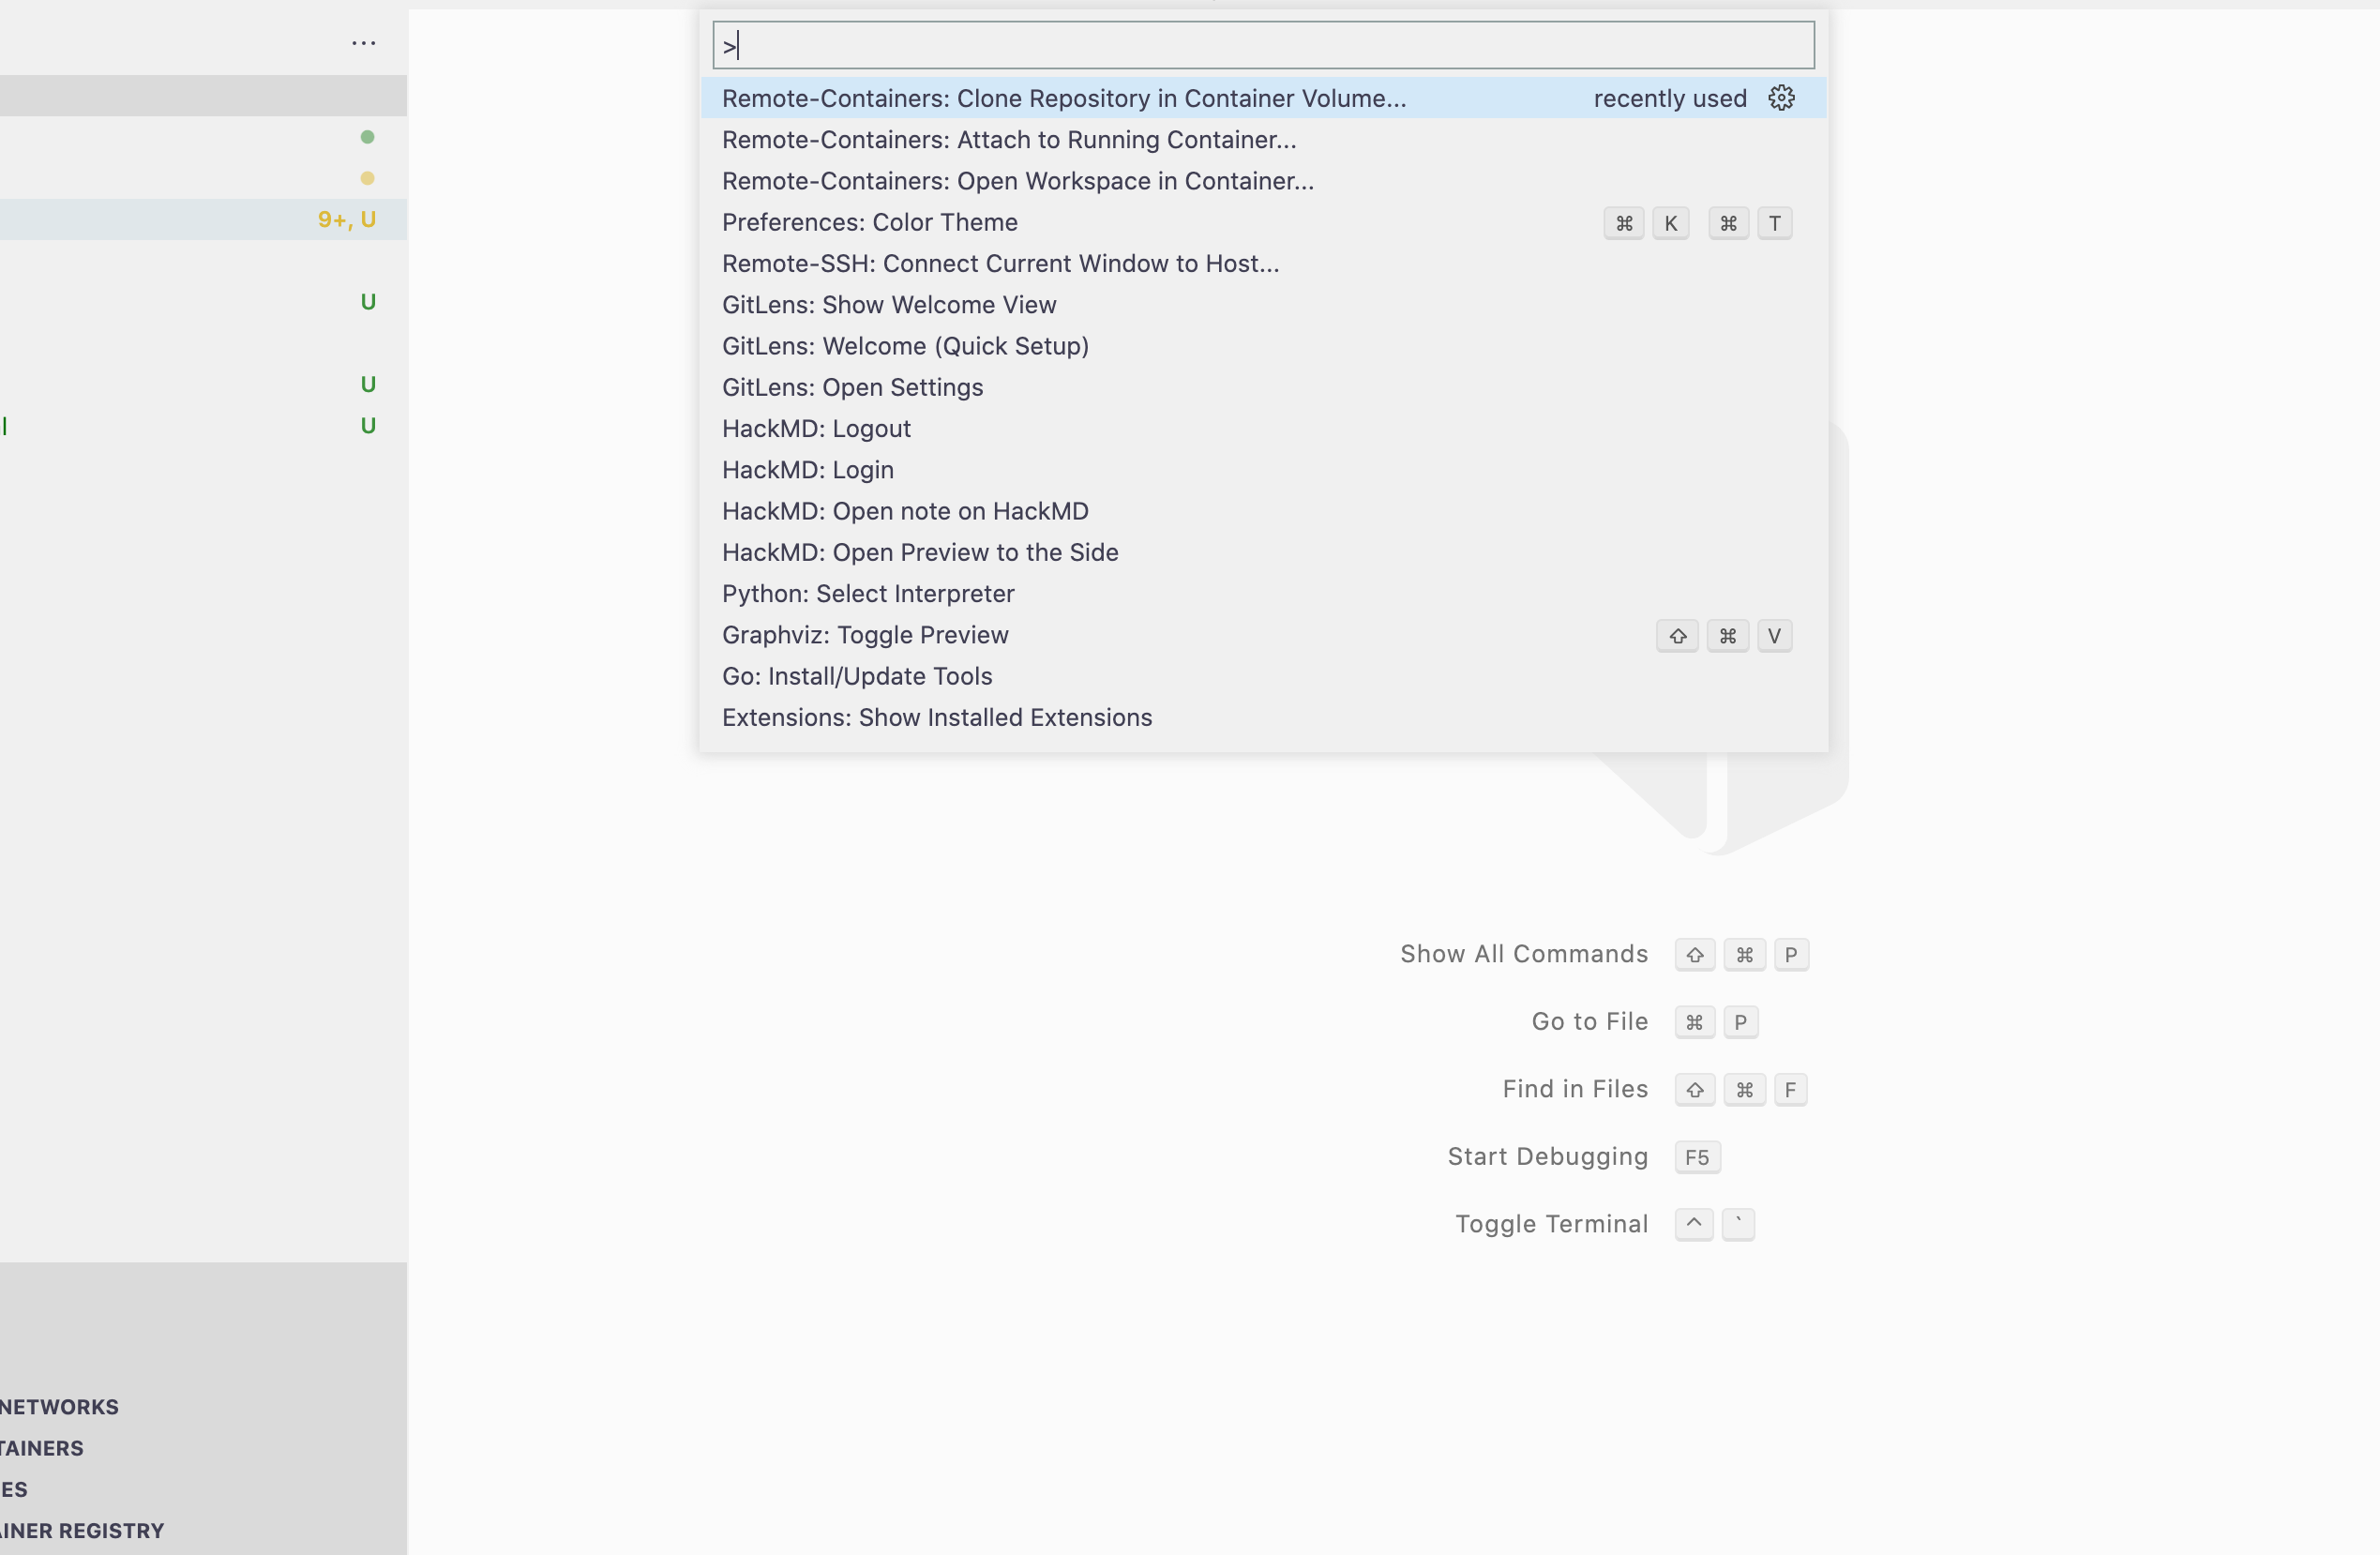 ...
9+, U
U
U
l
U
>
Remote-Containers: Clone Repository in Container Volume... recently used
Remote-Containers: Attach to Running Container...
Remote-Containers: Open Workspace in Container...
Preferences: Color Theme ⌘ K ⌘ T
Remote-SSH: Connect Current Window to Host...
GitLens: Show Welcome View
GitLens: Welcome (Quick Setup)
GitLens: Open Settings
HackMD: Logout
HackMD: Login
HackMD: Open note on HackMD
HackMD: Open Preview to the Side
Python: Select Interpreter
Graphviz: Toggle Preview ⇧ ⌘ V
Go: Install/Update Tools
Extensions: Show Installed Extensions
Show All Commands ⇧ ⌘ P
Go to File ⌘ P
Find in Files ⇧ ⌘ F
Start Debugging F5
Toggle Terminal ^ `
NETWORKS
TAINERS
ES
AINER REGISTRY